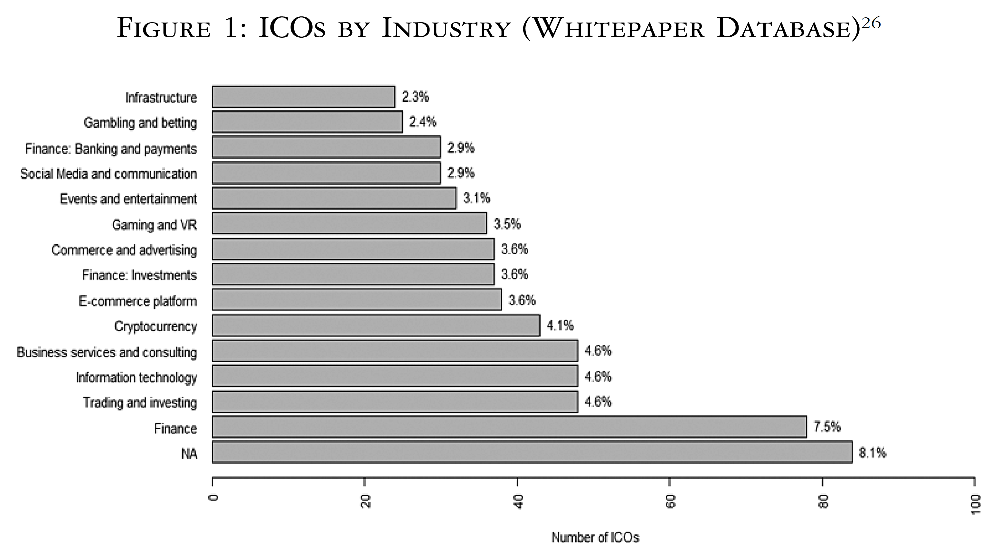 FIGURE 1: ICOS BY INDUSTRY (WHITEPAPER DATABASE)26
Infrastructure 2.3%
Gambling and betting 2.4%
Finance: Banking and payments 2.9%
Social Media and communication 2.9%
Events and entertainment 3.1%
Gaming and VR 3.5%
Commerce and advertising 3.6%
Finance: Investments 3.6%
E-commerce platform 3.6%
Cryptocurrency 4.1%
Business services and consulting 4.6%
Information technology 4.6%
Trading and investing 4.6%
Finance 7.5%
NA 8.1%
0 20 40 60 80 100
Number of ICOs